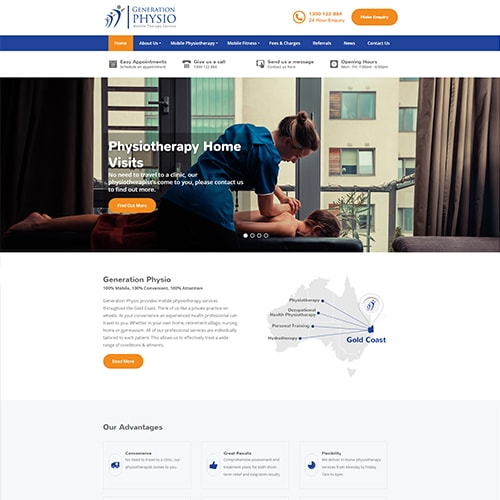 GENERATION
PHYSIO
Mobile Therapy Service
1300 122 884
24 Hour Enquiry
Make Enquiry
Home
About Us
Mobile Physiotherapy
Mobile Fitness
Fees & Charges
Referrals
News
Contact Us
Easy Appointments
Schedule an appointment
Give us a call
1300 122 884
Send us a message
Contact us here
Opening Hours
Mon - Fri: 7:00am - 6:00pm
Physiotherapy Home
Visits
No need to travel to a clinic, our
physiotherapist's come to you, please contact us
to find out more.
Find Out More
Generation Physio
100% Mobile, 100% Convenient, 100% Attention
Generation Physio provides mobile physiotherapy services
throughout the Gold Coast. Think of us like a private practice on
wheels. At your convenience an experienced health professional can
travel to you. Whether in your own home, retirement village, nursing
home or gymnasium. All of our professional services are individually
tailored to each patient. This allows us to effectively treat a wide
range of conditions & ailments.
Read More
Physiotherapy
Occupational
Health Physiotherapy
Personal Training
Hydrotherapy
Gold Coast
Our Advantages
Convenience
No need to travel to a clinic, our
physiotherapist comes to you.
Great Results
Comprehensive assessment and
treatment plans for both short-
term relief and long-term results.
Flexibility
We deliver in-home physiotherapy
services from Monday to Friday,
7am to 6pm.